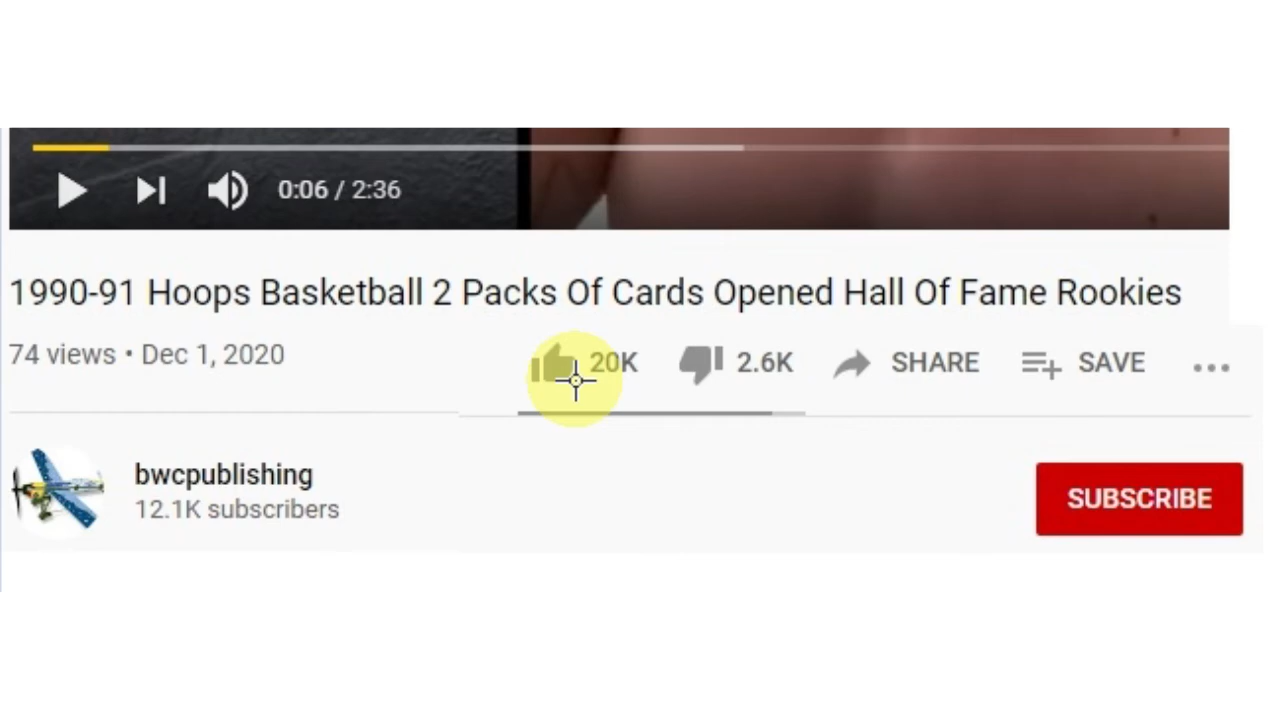 0:06 / 2:36
1990-91 Hoops Basketball 2 Packs Of Cards Opened Hall Of Fame Rookies
74 views • Dec 1, 2020 20K 2.6K SHARE SAVE
bwcpublishing
12.1K subscribers
SUBSCRIBE